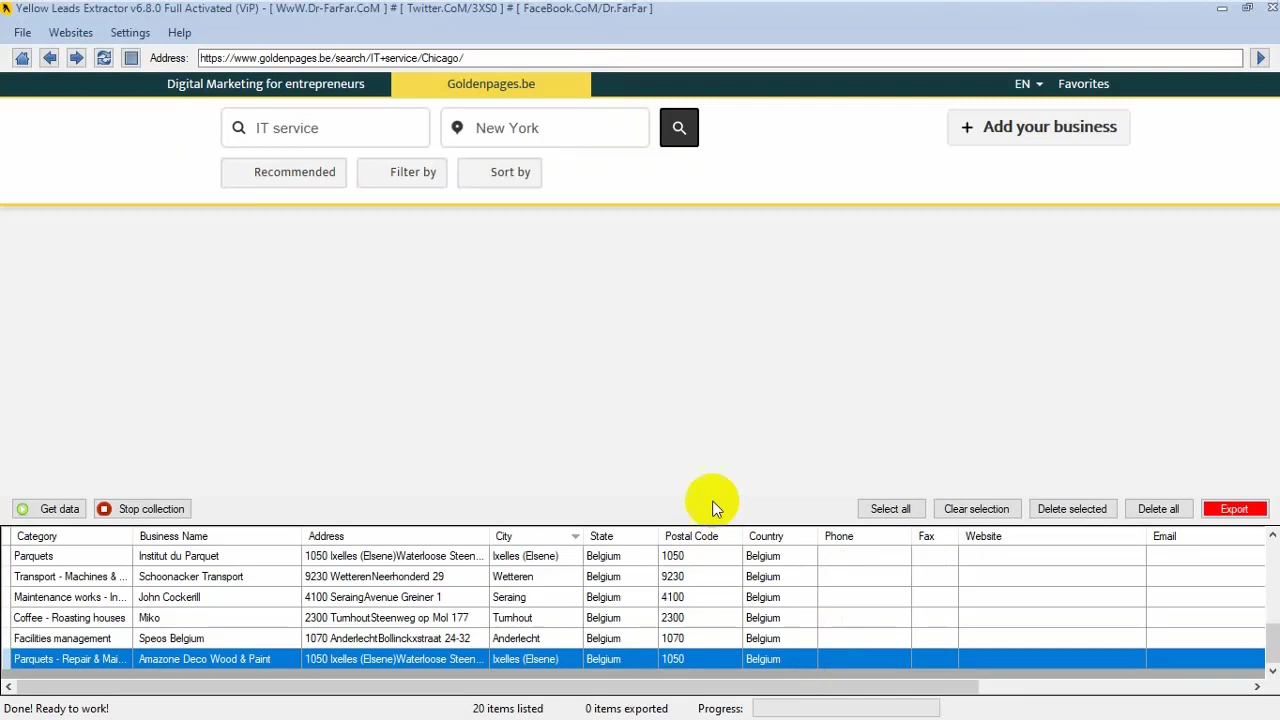 Yellow Leads Extractor v6.8.0 Full Activated (ViP) - [ WwW.Dr-FarFar.CoM ] # [ Twitter.CoM/3XS0 ] # [ FaceBook.CoM/Dr.FarFar ]
File Websites Settings Help
Address: https://www.goldenpages.be/search/IT+service/Chicago/
Digital Marketing for entrepreneurs Goldenpages.be EN Favorites
IT service New York + Add your business
Recommended Filter by Sort by
Get data Stop collection Select all Clear selection Delete selected Delete all Export
Category Business Name Address City State Postal Code Country Phone Fax Website Email
Parquets Institut du Parquet 1050 Ixelles (Elsene)Waterloose Steen... Ixelles (Elsene) Belgium 1050 Belgium
Transport - Machines & ... Schoonacker Transport 9230 WetterenNeerhonderd 29 Wetteren Belgium 9230 Belgium
Maintenance works - In... John Cockerill 4100 SeraingAvenue Greiner 1 Seraing Belgium 4100 Belgium
Coffee - Roasting houses Miko 2300 TurnhoutSteenweg op Mol 177 Turnhout Belgium 2300 Belgium
Facilities management Speos Belgium 1070 AnderlechtBollinckxstraat 24-32 Anderlecht Belgium 1070 Belgium
Parquets - Repair & Mai... Amazone Deco Wood & Paint 1050 Ixelles (Elsene)Waterloose Steen... Ixelles (Elsene) Belgium 1050 Belgium
Done! Ready to work! 20 items listed 0 items exported Progress: